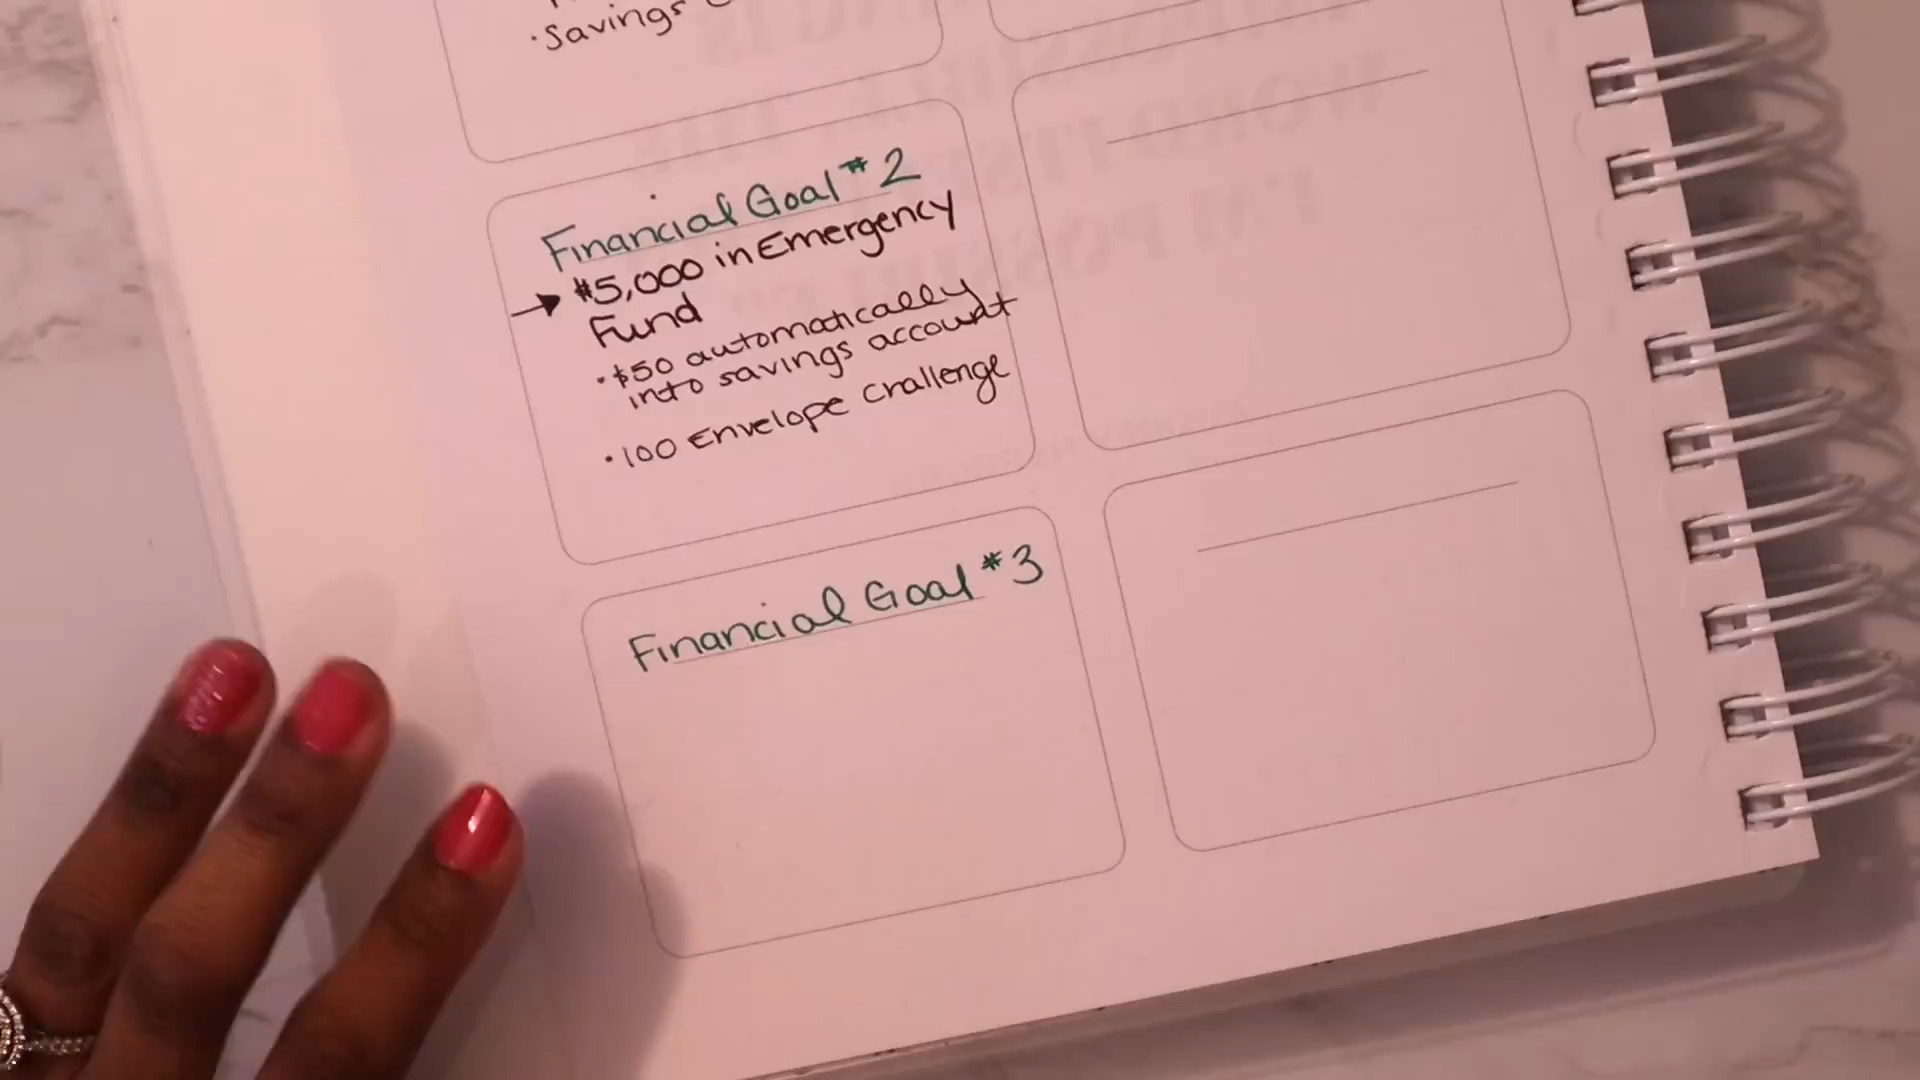 ·Savings
Financial Goal #2
→ $5,000 in Emergency
Fund
·$50 automatically
into savings account
·100 Envelope Challenge
Financial Goal #3